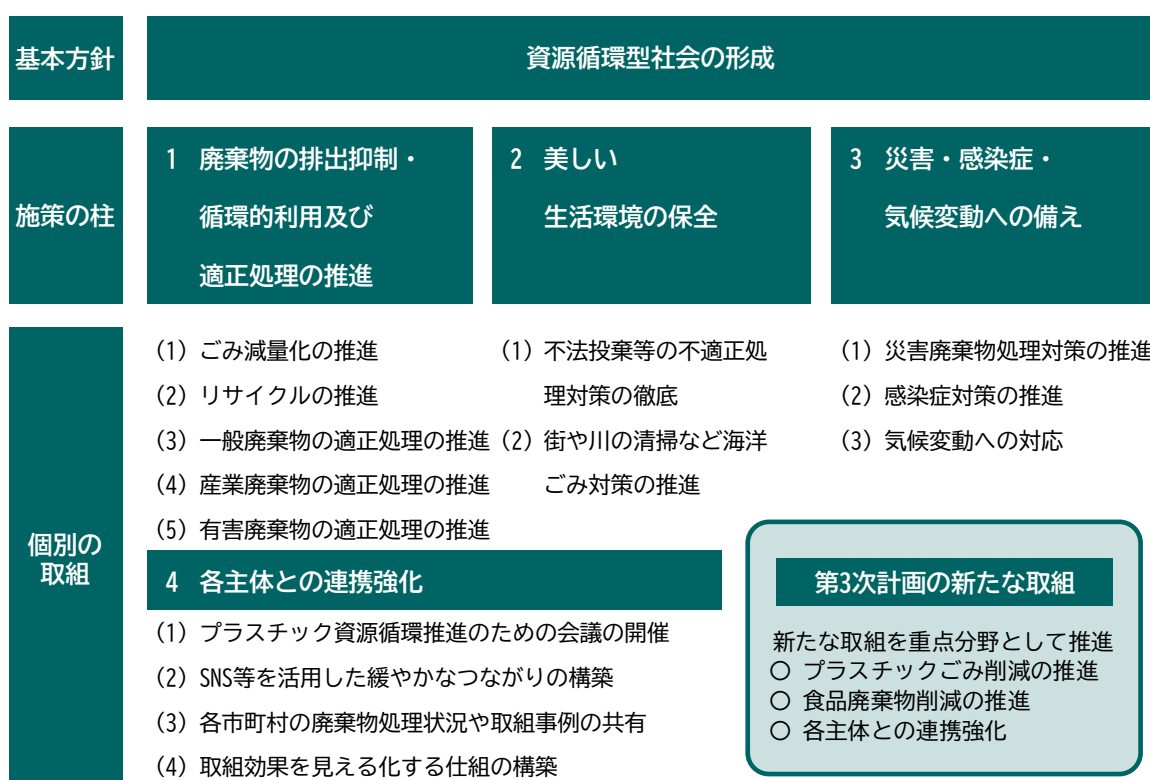 基本方針
資源循環型社会の形成
施策の柱
1 廃棄物の排出抑制・
循環的利用及び
適正処理の推進
2 美しい
生活環境の保全
3 災害・感染症・
気候変動への備え
個別の
取組
(1) ごみ減量化の推進
(2) リサイクルの推進
(3) 一般廃棄物の適正処理の推進
(4) 産業廃棄物の適正処理の推進
(5) 有害廃棄物の適正処理の推進
(1) 不法投棄等の不適正処
理対策の徹底
(2) 街や川の清掃など海洋
ごみ対策の推進
(1) 災害廃棄物処理対策の推進
(2) 感染症対策の推進
(3) 気候変動への対応
4 各主体との連携強化
(1) プラスチック資源循環推進のための会議の開催
(2) SNS等を活用した緩やかなつながりの構築
(3) 各市町村の廃棄物処理状況や取組事例の共有
(4) 取組効果を見える化する仕組の構築
第3次計画の新たな取組
新たな取組を重点分野として推進
○ プラスチックごみ削減の推進
○ 食品廃棄物削減の推進
○ 各主体との連携強化